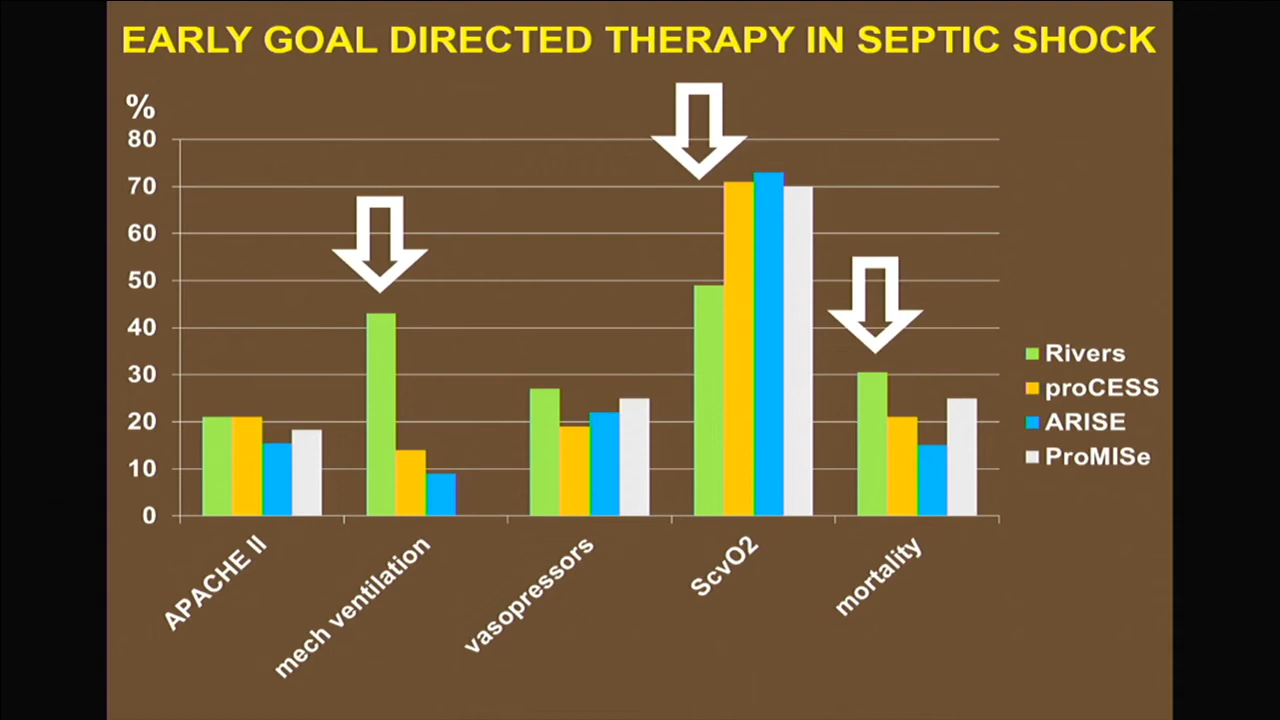 EARLY GOAL DIRECTED THERAPY IN SEPTIC SHOCK
%
80
70
60
50
40
30
20
10
0
APACHE II
mech ventilation
vasopressors
ScvO2
mortality
Rivers
proCESS
ARISE
ProMISe